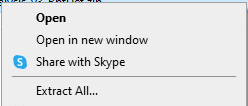 Open
Open in new window
Share with Skype
Extract All...